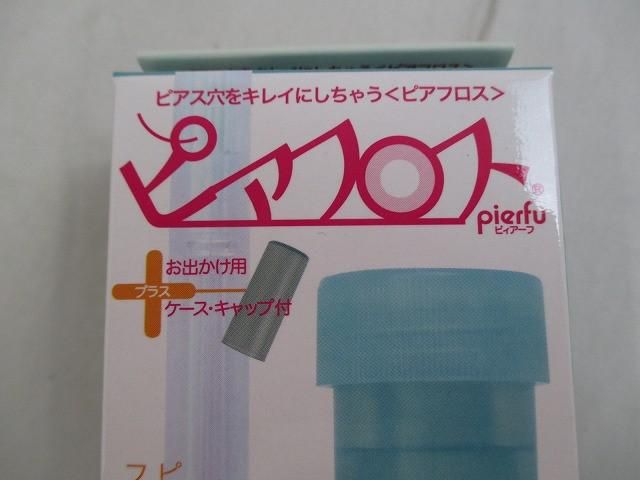 ピアス穴をキレイにしちゃう<ピアフロス>
ピアフロス®
pierfu
ピィアーフ
プラス
お出かけ用
ケース・キャップ付
フピ